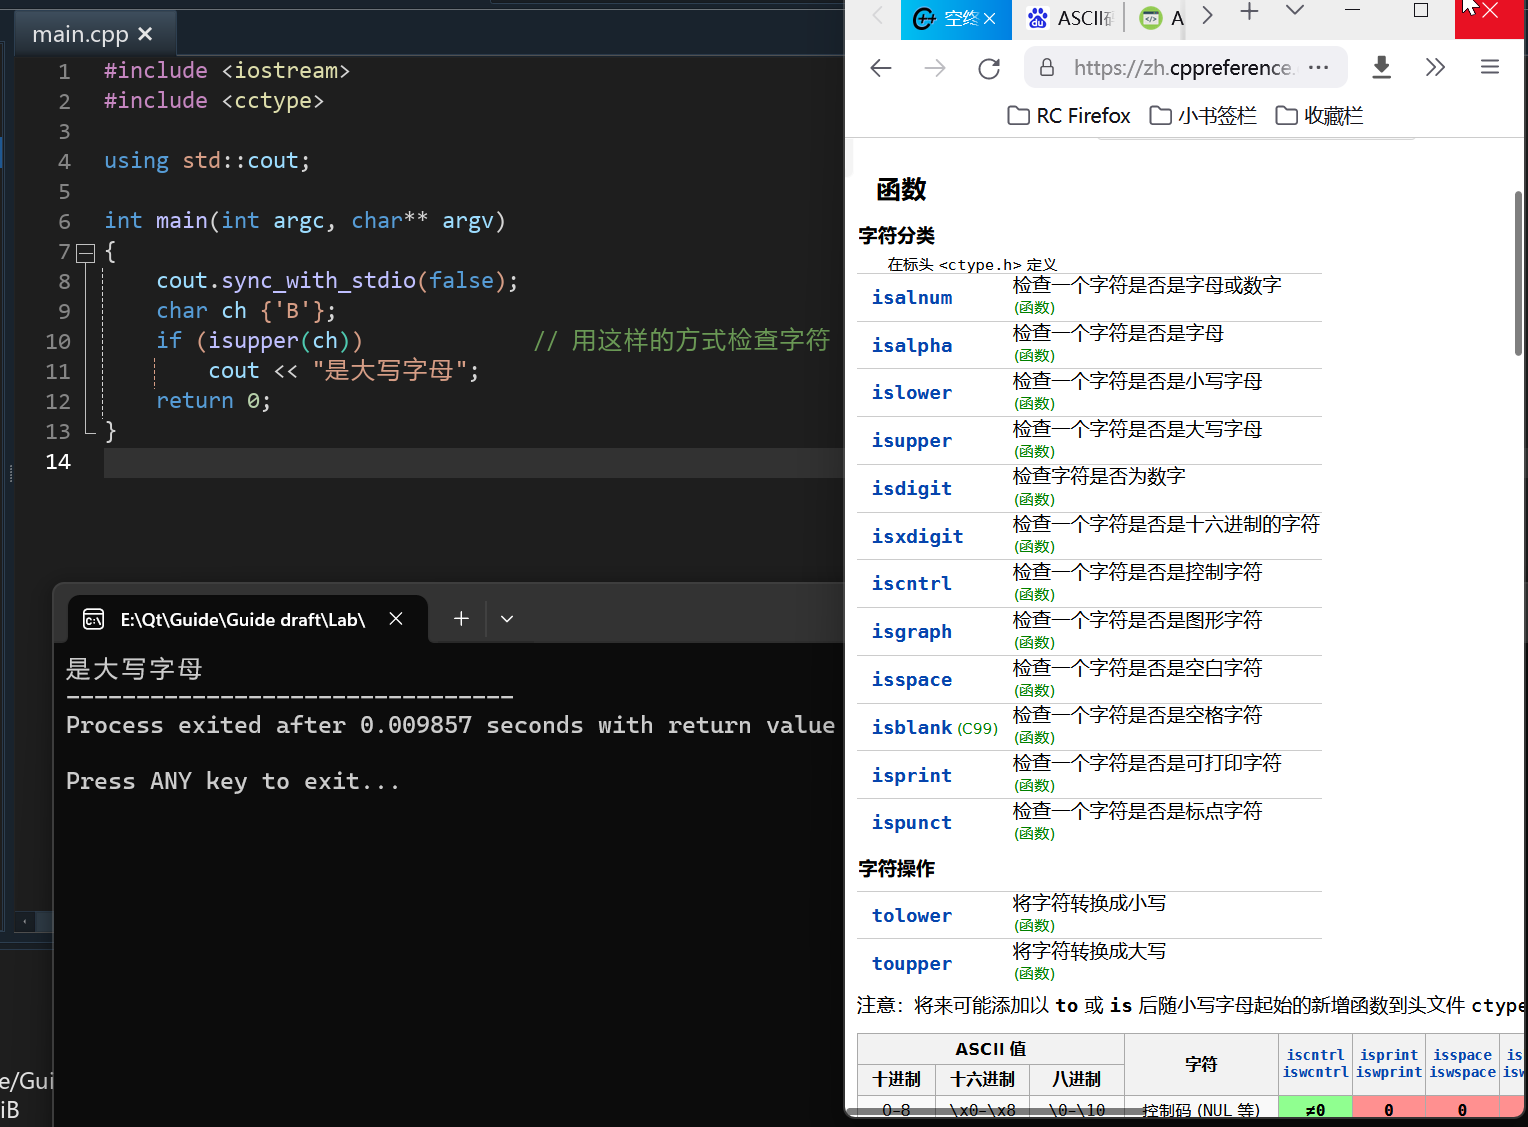 main.cpp
1 #include <iostream>
2 #include <cctype>
3
4 using std::cout;
5
6 int main(int argc, char** argv)
7 {
8 cout.sync_with_stdio(false);
9 char ch {'B'};
10 if (isupper(ch)) // 用这样的方式检查字符
11 cout << "是大写字母";
12 return 0;
13 }
14
E:\Qt\Guide\Guide draft\Lab\
是大写字母
--------------------------------
Process exited after 0.009857 seconds with return value
Press ANY key to exit...
e/Gui
iB
C++ 空终
ASCII
A
https://zh.cppreference.
RC Firefox 小书签栏 收藏栏
函数
字符分类
在标头 <ctype.h> 定义
isalnum 检查一个字符是否是字母或数字
(函数)
isalpha 检查一个字符是否是字母
(函数)
islower 检查一个字符是否是小写字母
(函数)
isupper 检查一个字符是否是大写字母
(函数)
isdigit 检查字符是否为数字
(函数)
isxdigit 检查一个字符是否是十六进制的字符
(函数)
iscntrl 检查一个字符是否是控制字符
(函数)
isgraph 检查一个字符是否是图形字符
(函数)
isspace 检查一个字符是否是空白字符
(函数)
isblank (C99) 检查一个字符是否是空格字符
(函数)
isprint 检查一个字符是否是可打印字符
(函数)
ispunct 检查一个字符是否是标点字符
(函数)
字符操作
tolower 将字符转换成小写
(函数)
toupper 将字符转换成大写
(函数)
注意：将来可能添加以 to 或 is 后随小写字母起始的新增函数到头文件 ctype
ASCII 值 字符 iscntrl iswcntrl isprint iswprint isspace iswspace is isw
十进制 十六进制 八进制
0–8 \x0–\x8 \0–\10 控制码 (NUL 等) ≠0 0 0